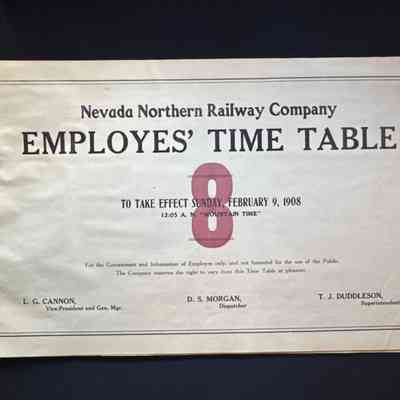 Nevada Northern Railway Company
EMPLOYES' TIME TABLE
8
TO TAKE EFFECT SUNDAY, FEBRUARY 9, 1908
12:05 A. M. "MOUNTAIN TIME"
For the Government and Information of Employes only, and not intended for the use of the Public.
The Company reserves the right to vary from this Time Table at pleasure.
L. G. CANNON,
Vice-President and Gen. Mgr.
D. S. MORGAN,
Dispatcher
T. J. DUDDLESON,
Superintendent